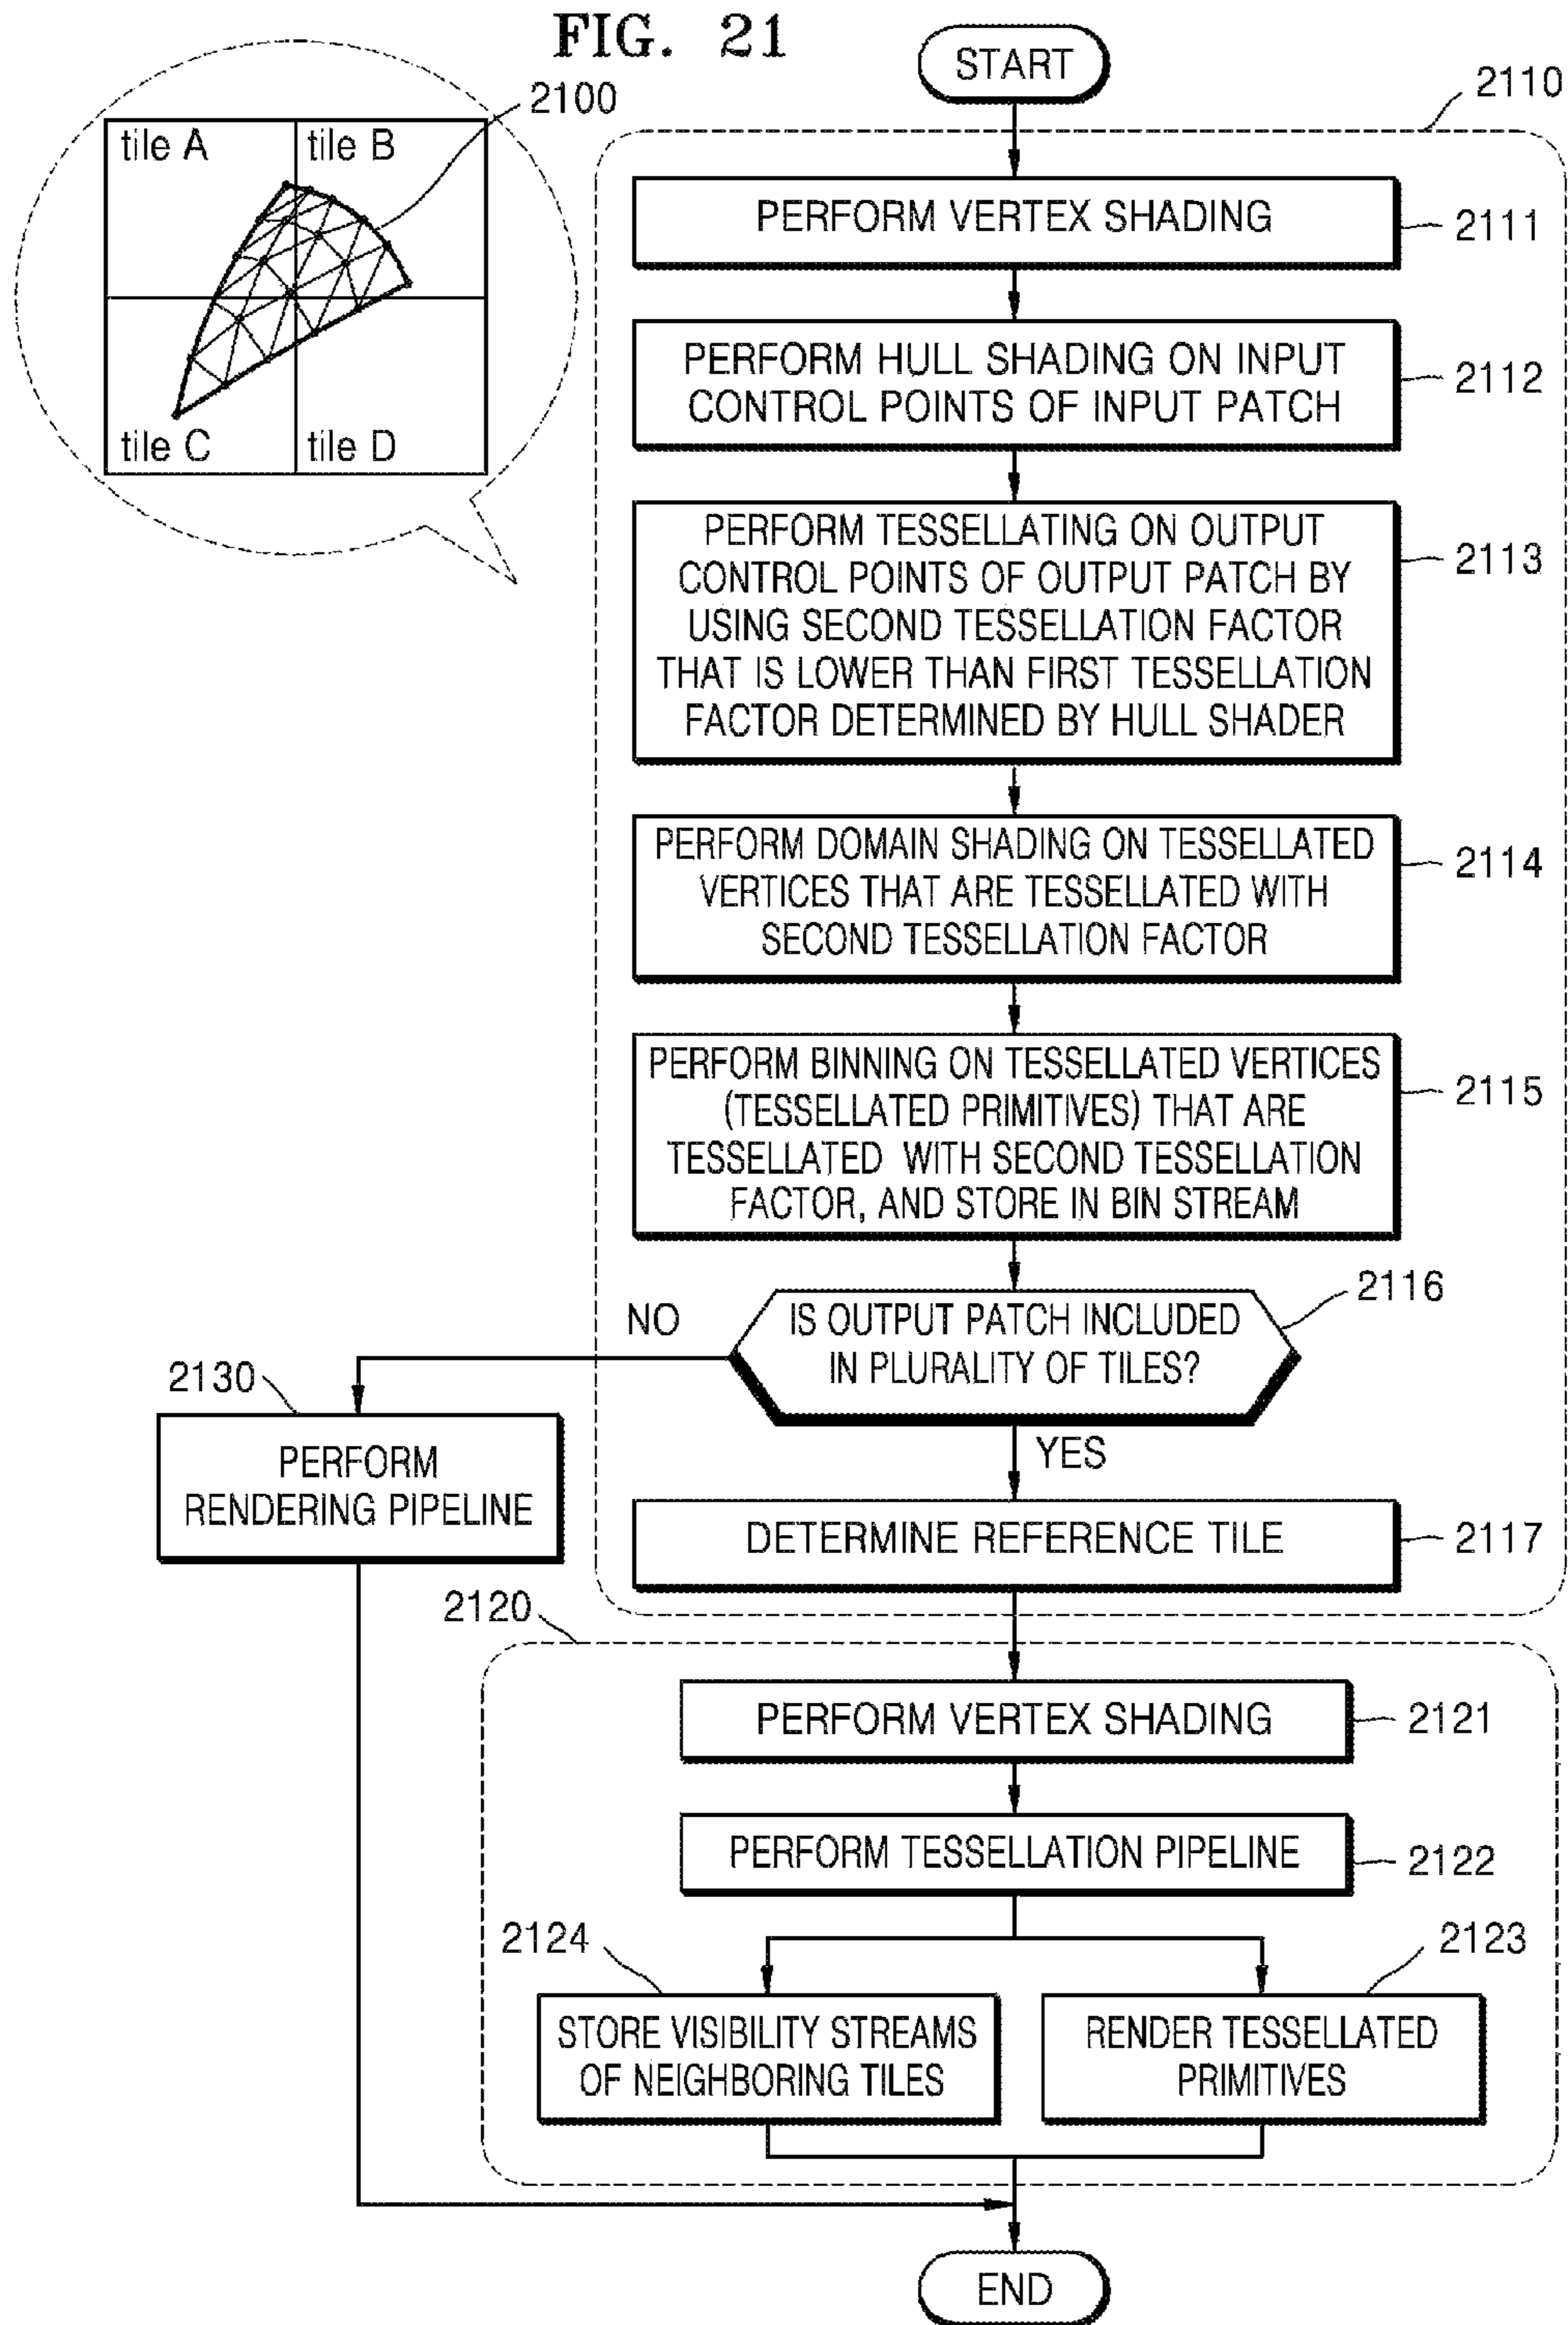 FIG. 21
START
2100
2110
tile A
tile B
tile C
tile D
PERFORM VERTEX SHADING
2111
PERFORM HULL SHADING ON INPUT
CONTROL POINTS OF INPUT PATCH
2112
PERFORM TESSELLATING ON OUTPUT
CONTROL POINTS OF OUTPUT PATCH BY
USING SECOND TESSELLATION FACTOR
THAT IS LOWER THAN FIRST TESSELLATION
FACTOR DETERMINED BY HULL SHADER
2113
PERFORM DOMAIN SHADING ON TESSELLATED
VERTICES THAT ARE TESSELLATED WITH
SECOND TESSELLATION FACTOR
2114
PERFORM BINNING ON TESSELLATED VERTICES
(TESSELLATED PRIMITIVES) THAT ARE
TESSELLATED WITH SECOND TESSELLATION
FACTOR, AND STORE IN BIN STREAM
2115
IS OUTPUT PATCH INCLUDED
IN PLURALITY OF TILES?
2116
NO
YES
2130
PERFORM
RENDERING PIPELINE
DETERMINE REFERENCE TILE
2117
2120
PERFORM VERTEX SHADING
2121
PERFORM TESSELLATION PIPELINE
2122
2124
2123
STORE VISIBILITY STREAMS
OF NEIGHBORING TILES
RENDER TESSELLATED
PRIMITIVES
END